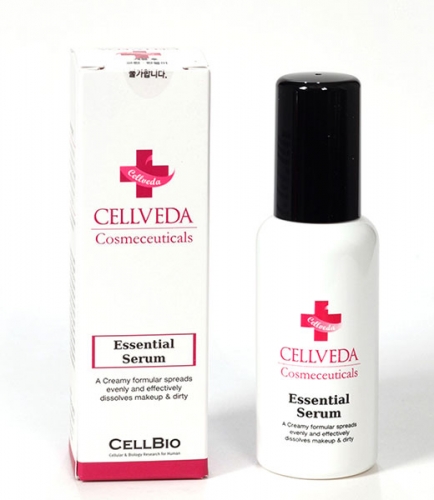 불가합니다.
Cellveda
CELLVEDA
Cosmeceuticals
Essential
Serum
A Creamy formular spreads
evenly and effectively
dissolves makeup & dirty
CELLBIO
Cellular & Biology Research for Human
Cellveda
CELLVEDA
Cosmeceuticals
Essential
Serum
A Creamy formular spreads
evenly and effectively
dissolves makeup & dirty